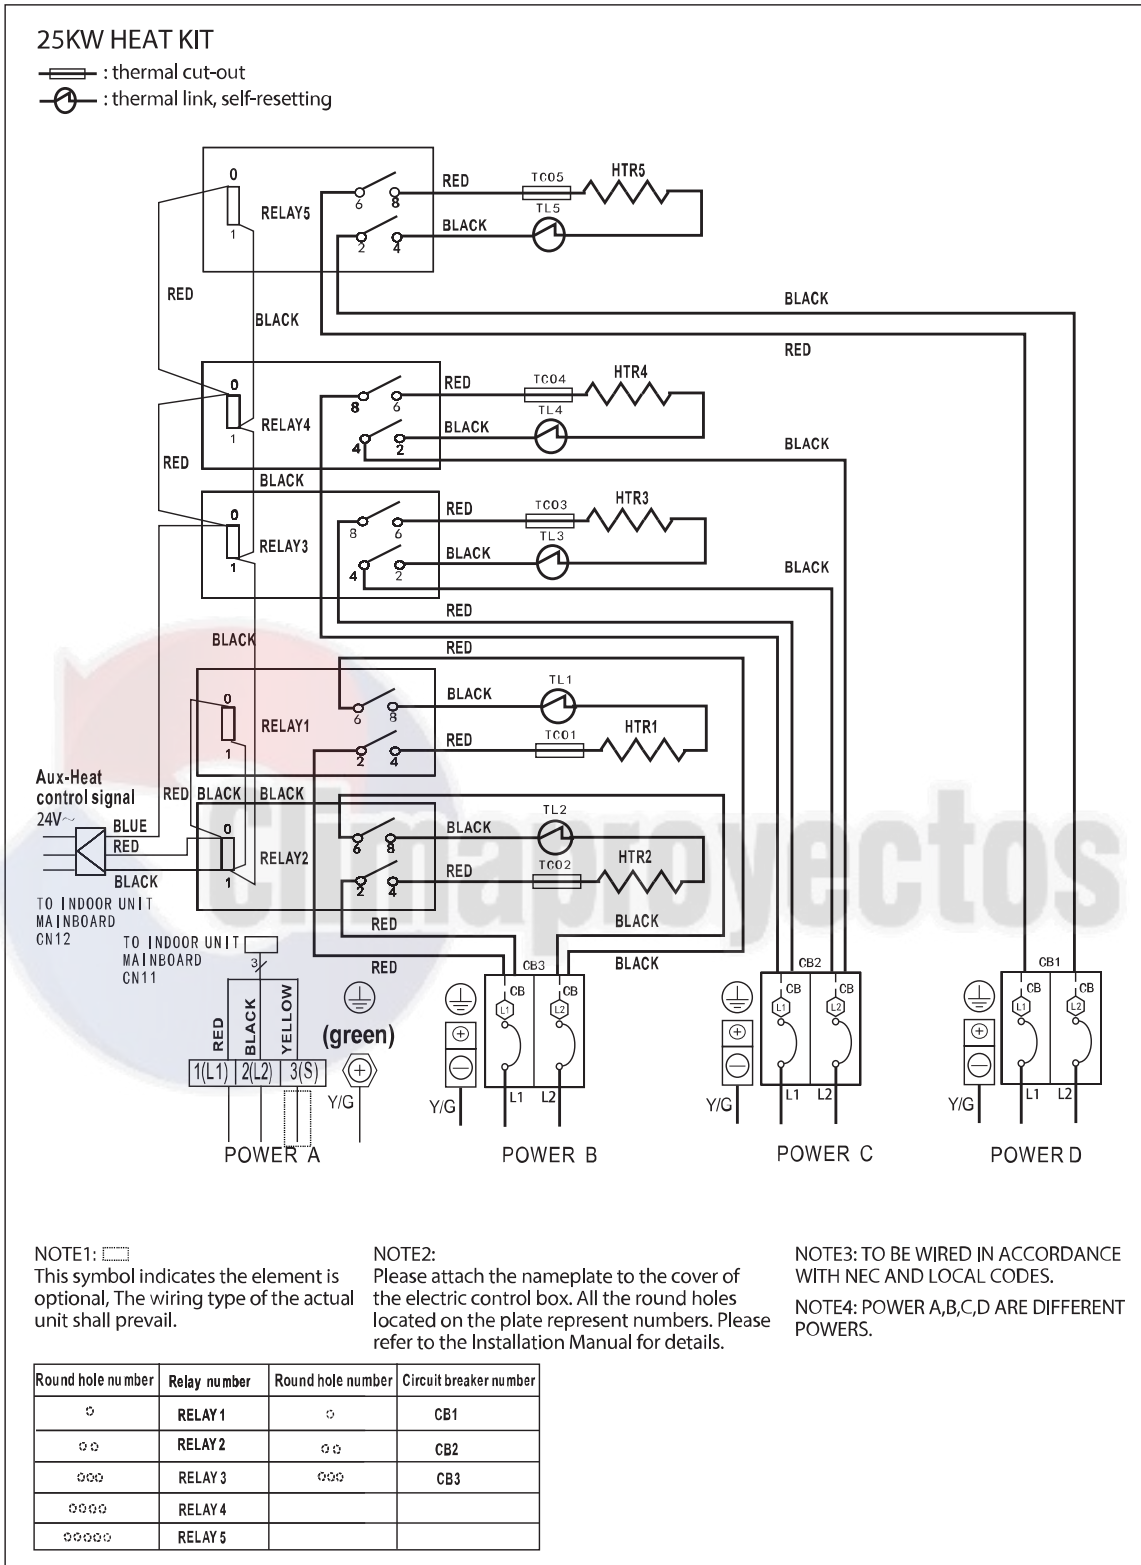 25KW HEAT KIT
: thermal cut-out
: thermal link, self-resetting
0
RELAY5
1
6
8
2
4
RED
TCO5
HTR5
BLACK
TL5
RED
BLACK
BLACK
RED
0
RELAY4
1
8
6
4
2
RED
TCO4
HTR4
BLACK
TL4
BLACK
RED
BLACK
0
RELAY3
1
8
6
4
2
RED
TCO3
HTR3
BLACK
TL3
BLACK
RED
BLACK
RED
0
RELAY1
1
6
8
2
4
BLACK
TL1
RED
TCO1
HTR1
Aux-Heat
control signal
24V~
RED
BLACK
BLACK
BLUE
RED
BLACK
0
RELAY2
1
6
8
2
4
BLACK
TL2
TCO2
HTR2
RED
BLACK
RED
BLACK
TO INDOOR UNIT
MAINBOARD
CN12
TO INDOOR UNIT
MAINBOARD
CN11
3
RED
BLACK
YELLOW
(green)
1(L1)
2(L2)
3(S)
Y/G
POWER A
CB3
CB
CB
L1
L2
Y/G
L1
L2
POWER B
CB2
CB
CB
L1
L2
Y/G
L1
L2
POWER C
CB1
CB
CB
L1
L2
Y/G
L1
L2
POWER D
Climaproyectos
NOTE1:
This symbol indicates the element is
optional, The wiring type of the actual
unit shall prevail.
NOTE2:
Please attach the nameplate to the cover of
the electric control box. All the round holes
located on the plate represent numbers. Please
refer to the Installation Manual for details.
NOTE3: TO BE WIRED IN ACCORDANCE
WITH NEC AND LOCAL CODES.
NOTE4: POWER A,B,C,D ARE DIFFERENT
POWERS.
Round hole number Relay number Round hole number Circuit breaker number
RELAY 1 CB1
RELAY 2 CB2
RELAY 3 CB3
RELAY 4
RELAY 5